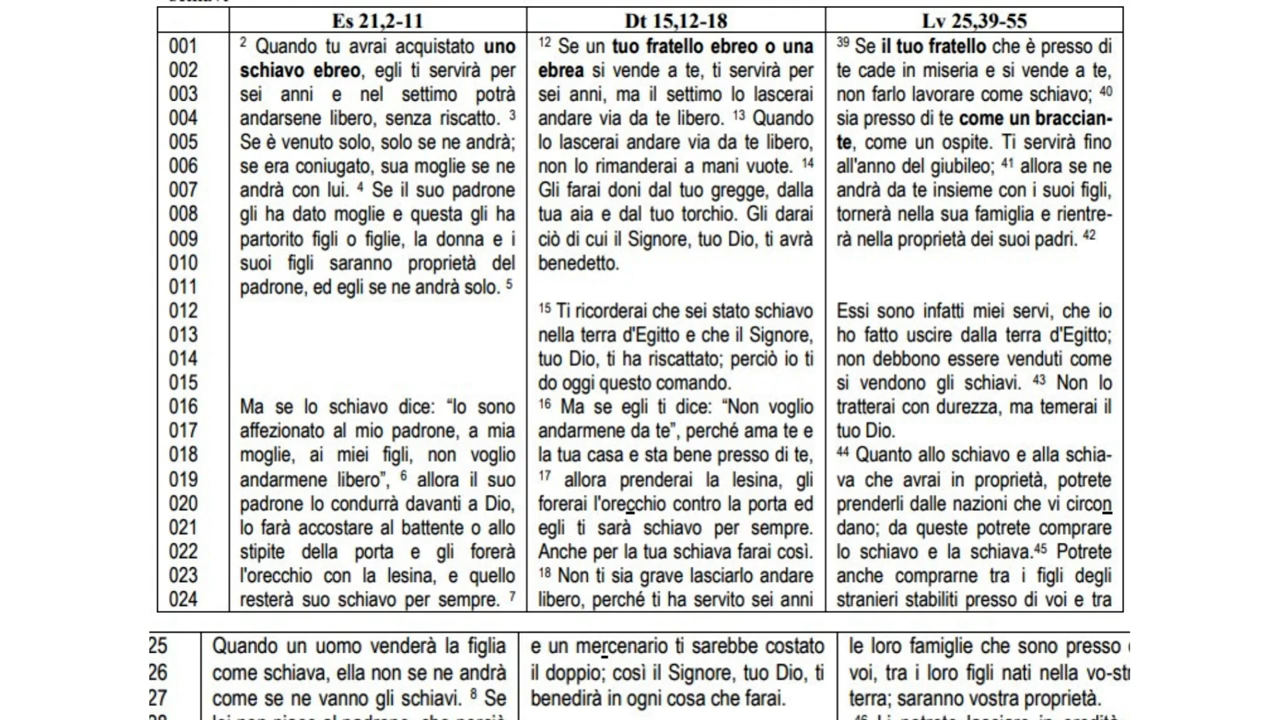 Es 21,2-11 Dt 15,12-18 Lv 25,39-55
001 ² Quando tu avrai acquistato uno ¹² Se un tuo fratello ebreo o una ³⁹ Se il tuo fratello che è presso di
002 schiavo ebreo, egli ti servirà per ebrea si vende a te, ti servirà per te cade in miseria e si vende a te,
003 sei anni e nel settimo potrà sei anni, ma il settimo lo lascerai non farlo lavorare come schiavo; ⁴⁰
004 andarsene libero, senza riscatto. ³ andare via da te libero. ¹³ Quando sia presso di te come un braccian-
005 Se è venuto solo, solo se ne andrà; lo lascerai andare via da te libero, te, come un ospite. Ti servirà fino
006 se era coniugato, sua moglie se ne non lo rimanderai a mani vuote. ¹⁴ all'anno del giubileo; ⁴¹ allora se ne
007 andrà con lui. ⁴ Se il suo padrone Gli farai doni dal tuo gregge, dalla andrà da te insieme con i suoi figli,
008 gli ha dato moglie e questa gli ha tua aia e dal tuo torchio. Gli darai tornerà nella sua famiglia e rientre-
009 partorito figli o figlie, la donna e i ciò di cui il Signore, tuo Dio, ti avrà rà nella proprietà dei suoi padri. ⁴²
010 suoi figli saranno proprietà del benedetto.
011 padrone, ed egli se ne andrà solo. ⁵
012 ¹⁵ Ti ricorderai che sei stato schiavo Essi sono infatti miei servi, che io
013 nella terra d'Egitto e che il Signore, ho fatto uscire dalla terra d'Egitto;
014 tuo Dio, ti ha riscattato; perciò io ti non debbono essere venduti come
015 do oggi questo comando. si vendono gli schiavi. ⁴³ Non lo
016 Ma se lo schiavo dice: “Io sono ¹⁶ Ma se egli ti dice: “Non voglio tratterai con durezza, ma temerai il
017 affezionato al mio padrone, a mia andarmene da te”, perché ama te e tuo Dio.
018 moglie, ai miei figli, non voglio la tua casa e sta bene presso di te, ⁴⁴ Quanto allo schiavo e alla schia-
019 andarmene libero”, ⁶ allora il suo ¹⁷ allora prenderai la lesina, gli va che avrai in proprietà, potrete
020 padrone lo condurrà davanti a Dio, forerai l'orecchio contro la porta ed prenderli dalle nazioni che vi circon
021 lo farà accostare al battente o allo egli ti sarà schiavo per sempre. dano; da queste potrete comprare
022 stipite della porta e gli forerà Anche per la tua schiava farai così. lo schiavo e la schiava.⁴⁵ Potrete
023 l'orecchio con la lesina, e quello ¹⁸ Non ti sia grave lasciarlo andare anche comprarne tra i figli degli
024 resterà suo schiavo per sempre. ⁷ libero, perché ti ha servito sei anni stranieri stabiliti presso di voi e tra
25 Quando un uomo venderà la figlia e un mercenario ti sarebbe costato le loro famiglie che sono presso
26 come schiava, ella non se ne andrà il doppio; così il Signore, tuo Dio, ti voi, tra i loro figli nati nella vo-str
27 come se ne vanno gli schiavi. ⁸ Se benedirà in ogni cosa che farai. terra; saranno vostra proprietà.